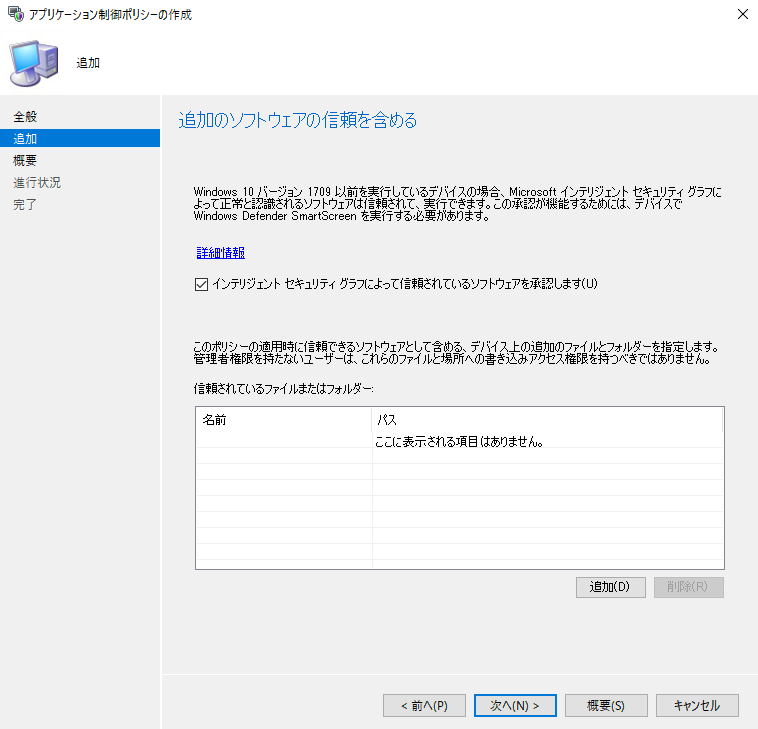 アプリケーション制御ポリシーの作成
追加
全般
追加
概要
進行状況
完了
追加のソフトウェアの信頼を含める
Windows 10 バージョン 1709 以前を実行しているデバイスの場合、Microsoft インテリジェント セキュリティ グラフに
よって正常と認識されるソフトウェアは信頼されて、実行できます。この承認が機能するためには、デバイスで
Windows Defender SmartScreen を実行する必要があります。
詳細情報
インテリジェント セキュリティ グラフによって信頼されているソフトウェアを承認します(U)
このポリシーの適用時に信頼できるソフトウェアとして含める、デバイス上の追加のファイルとフォルダーを指定します。
管理者権限を持たないユーザーは、これらのファイルと場所への書き込みアクセス権限を持つべきではありません。
信頼されているファイルまたはフォルダー:
名前 パス
ここに表示される項目はありません。
追加(D) 削除(R)
< 前へ(P) 次へ(N) > 概要(S) キャンセル